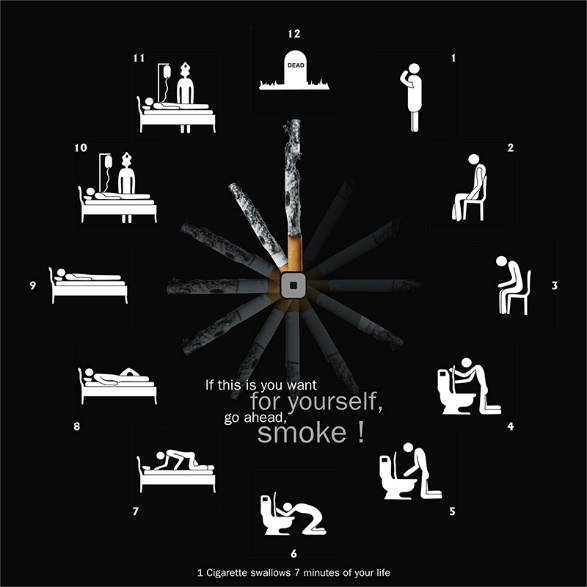 12
DEAD
11
1
10
2
9
3
8
4
7
5
6
If this is you want
for yourself,
go ahead,
smoke !
1 Cigarette swallows 7 minutes of your life